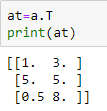 at=a.T
print(at)
[[1.  3. ]
 [5.  5. ]
 [0.5 8. ]]